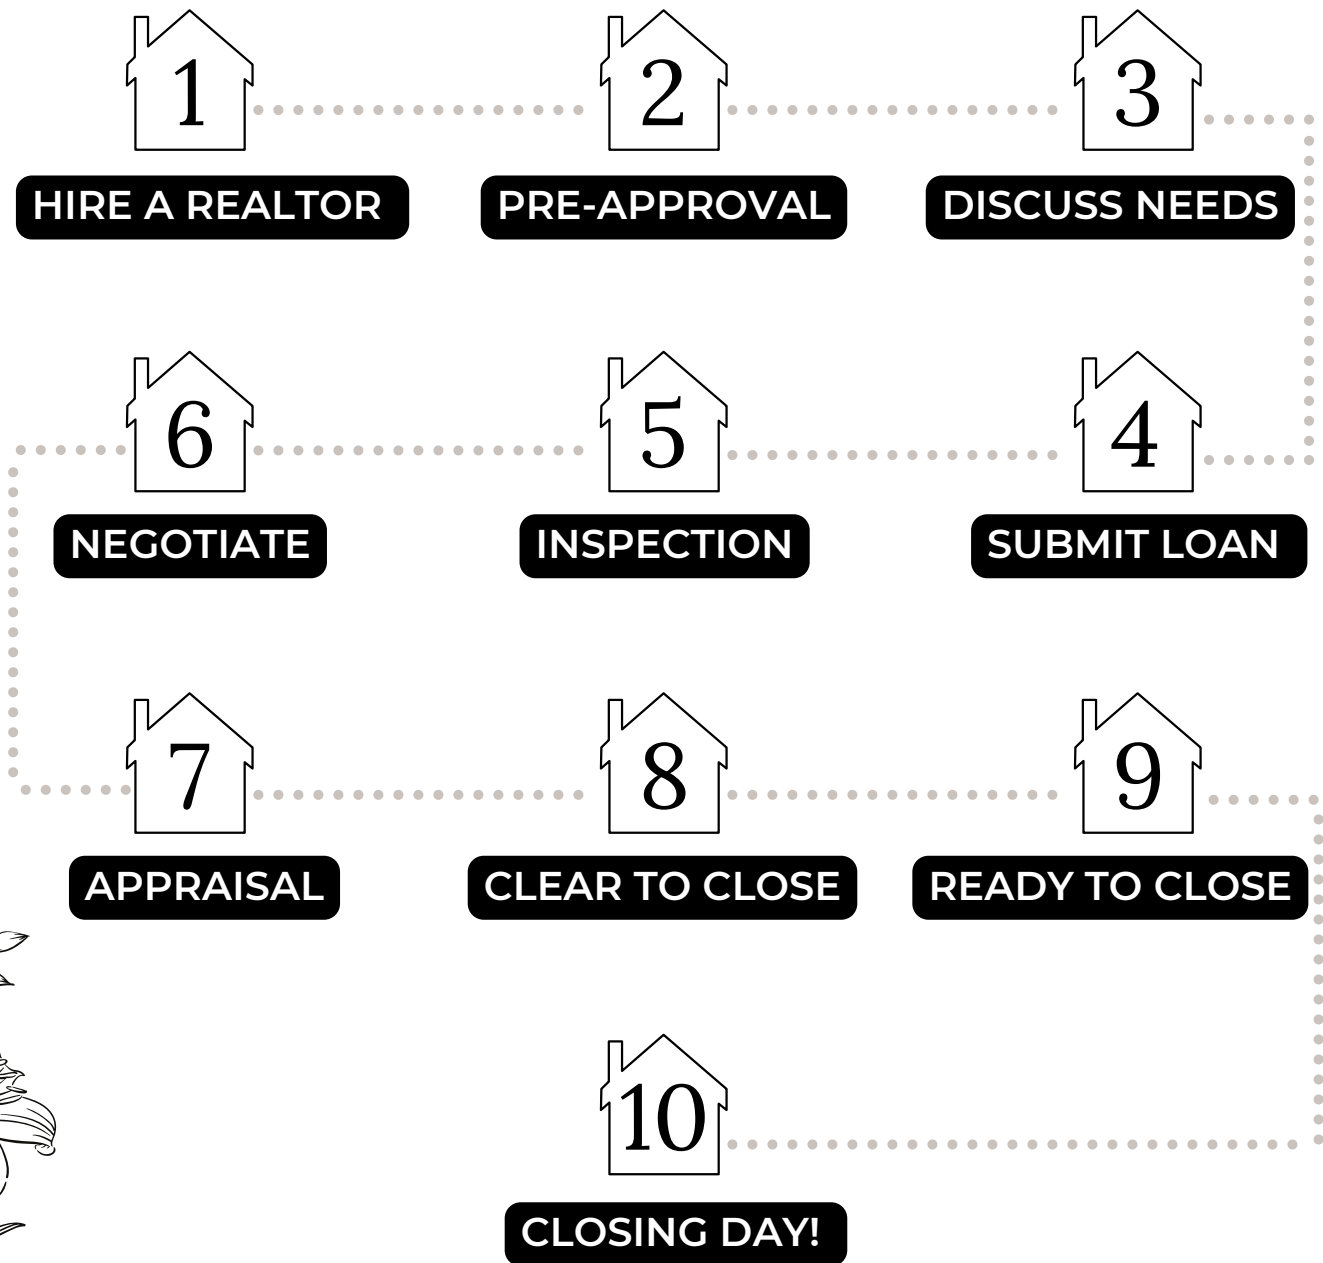 1
HIRE A REALTOR
2
PRE-APPROVAL
3
DISCUSS NEEDS
4
SUBMIT LOAN
5
INSPECTION
6
NEGOTIATE
7
APPRAISAL
8
CLEAR TO CLOSE
9
READY TO CLOSE
10
CLOSING DAY!